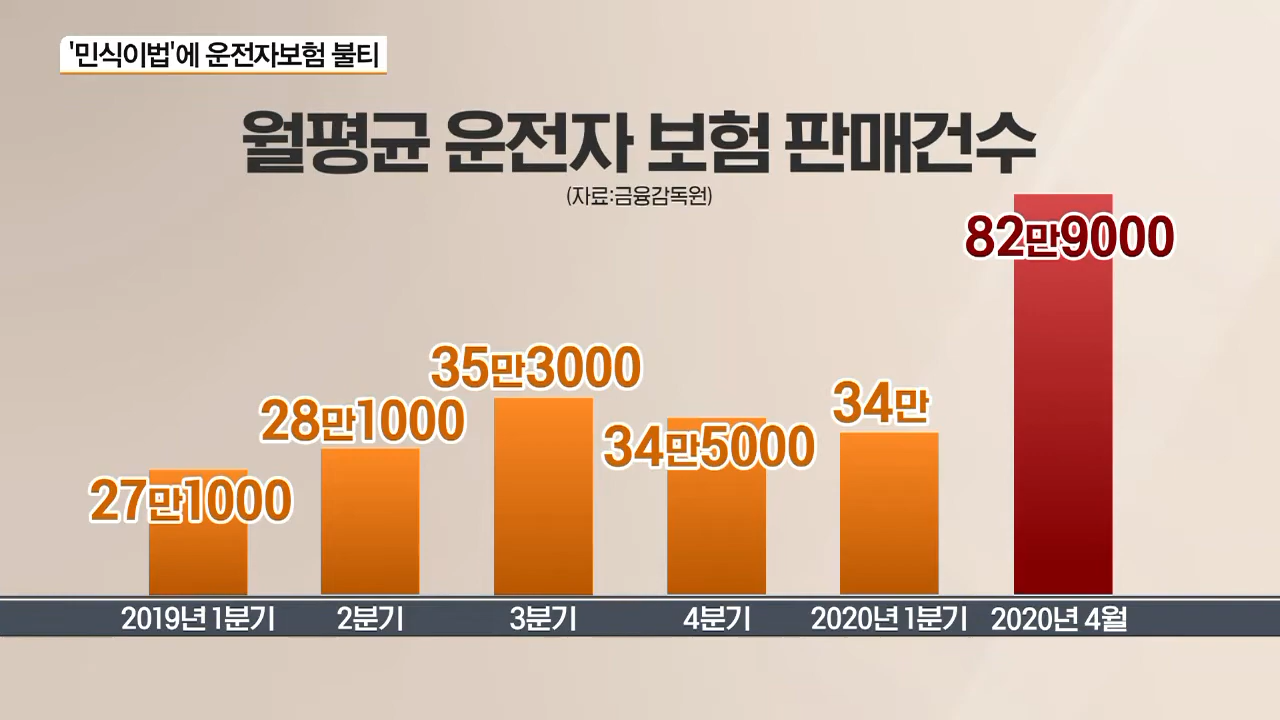 '민식이법'에 운전자보험 불티
월평균 운전자 보험 판매건수
(자료:금융감독원)
82만9000
35만3000
34만
28만1000
34만5000
27만1000
2019년 1분기 2분기 3분기 4분기 2020년 1분기 2020년 4월